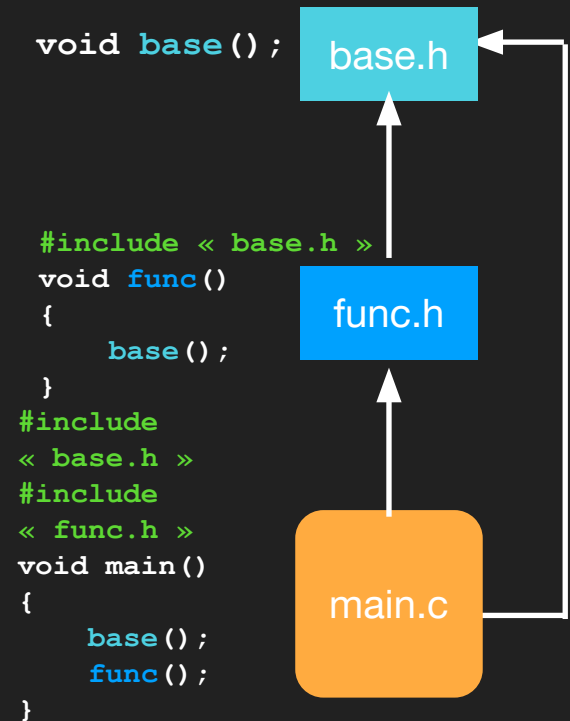 void base();
base.h
#include « base.h »
void func()
{
base();
}
func.h
#include
« base.h »
#include
« func.h »
void main()
{
base();
func();
}
main.c